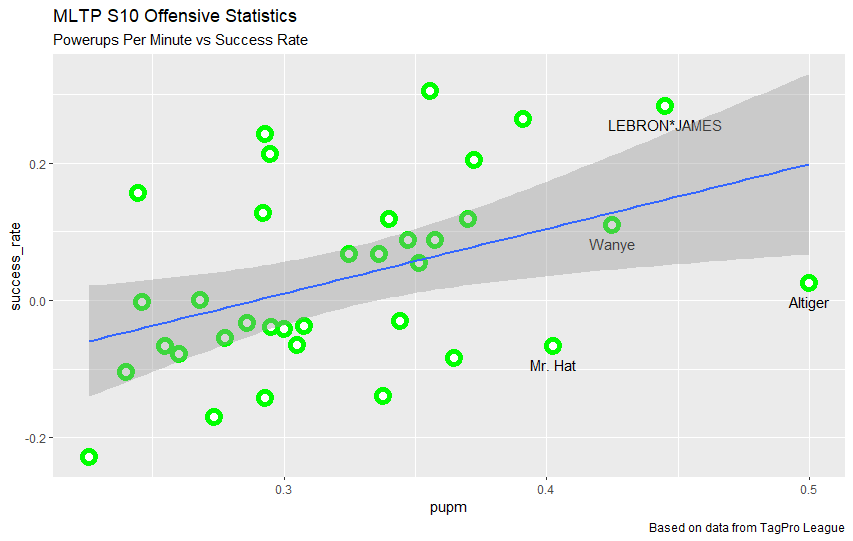 MLTP S10 Offensive Statistics
Powerups Per Minute vs Success Rate
success_rate
0.2
0.0
-0.2
LEBRON*JAMES
Wanye
Altiger
Mr. Hat
0.3
0.4
0.5
pupm
Based on data from TagPro League